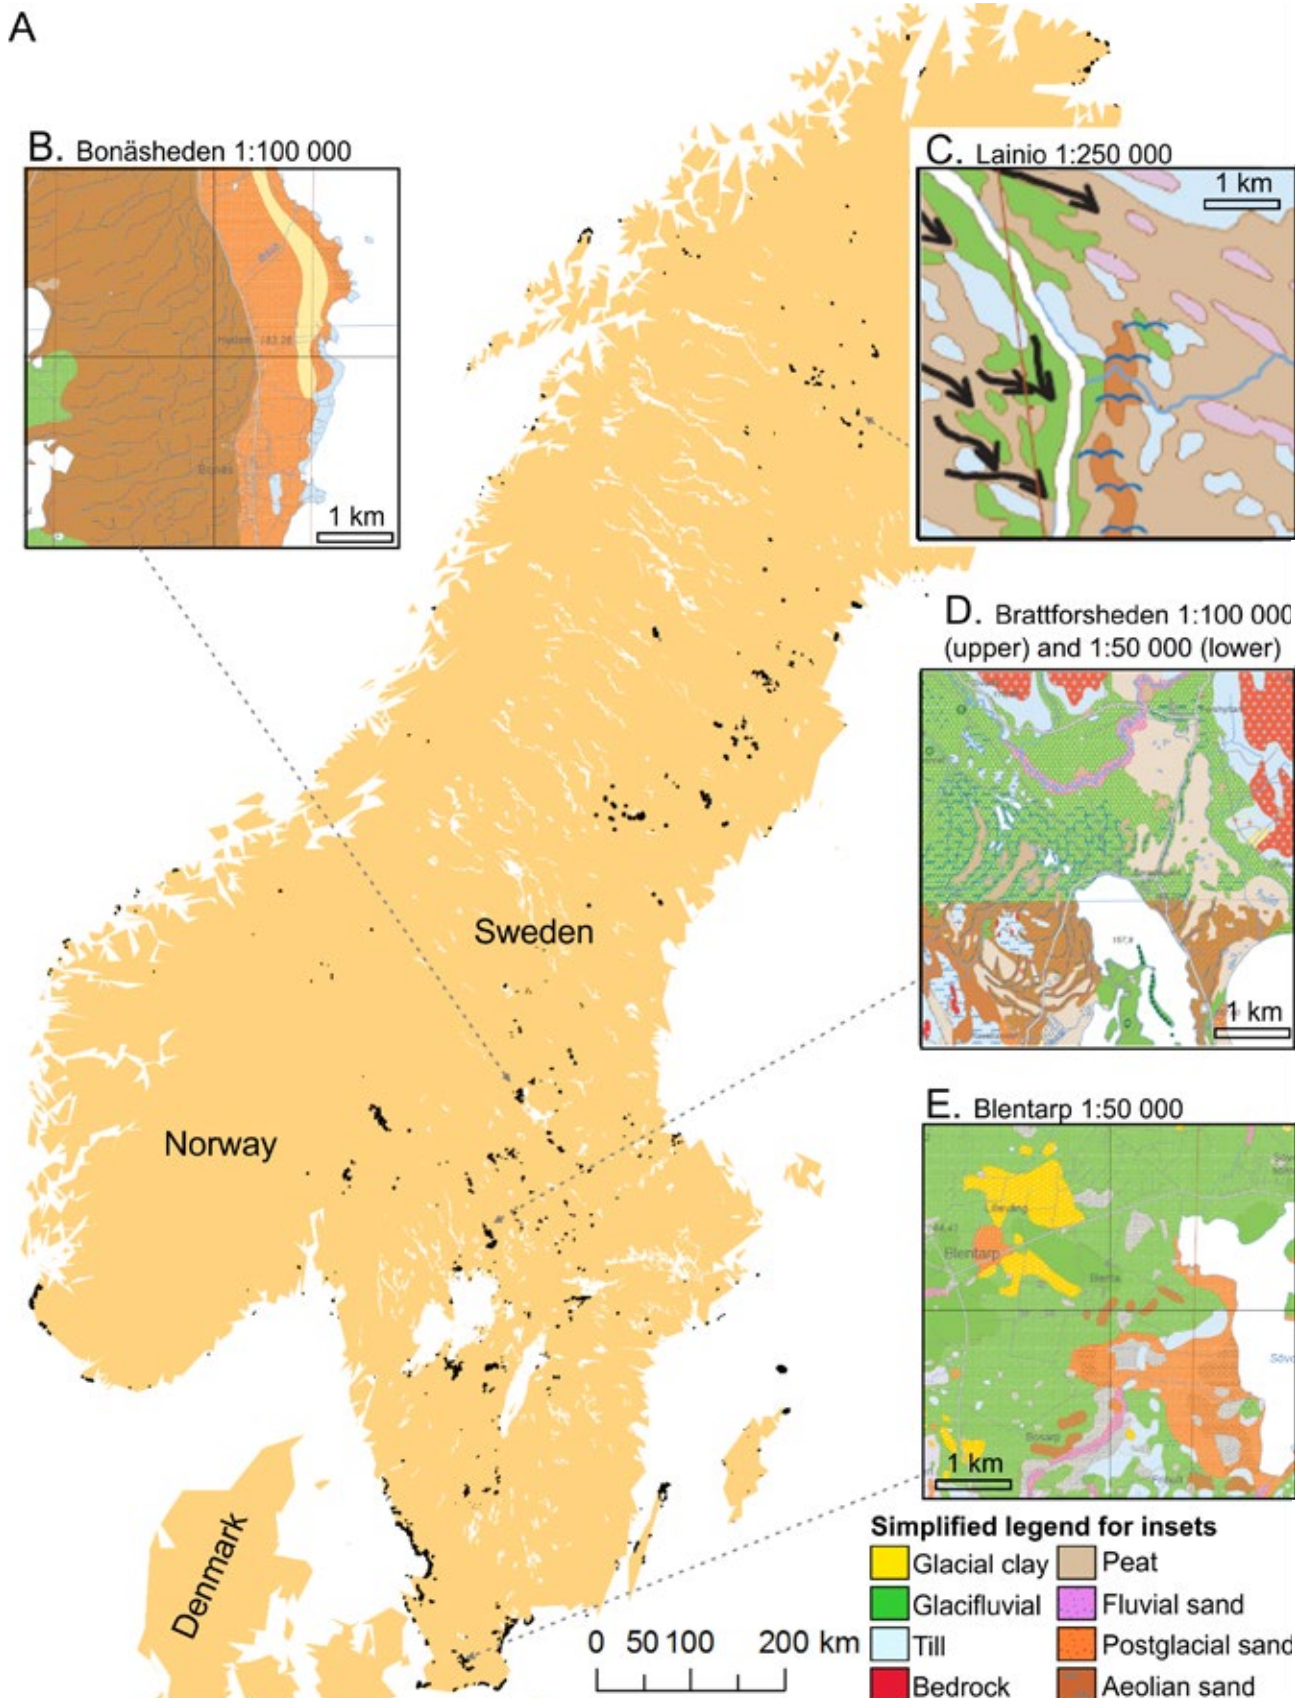 A
B. Bonäsheden 1:100 000
1 km
C. Lainio 1:250 000
1 km
D. Brattforsheden 1:100 000
(upper) and 1:50 000 (lower)
1 km
E. Blentarp 1:50 000
Blentarp
1 km
Sweden
Norway
Denmark
0 50 100 200 km
Simplified legend for insets
Glacial clay
Peat
Glacifluvial
Fluvial sand
Till
Postglacial sand
Bedrock
Aeolian sand